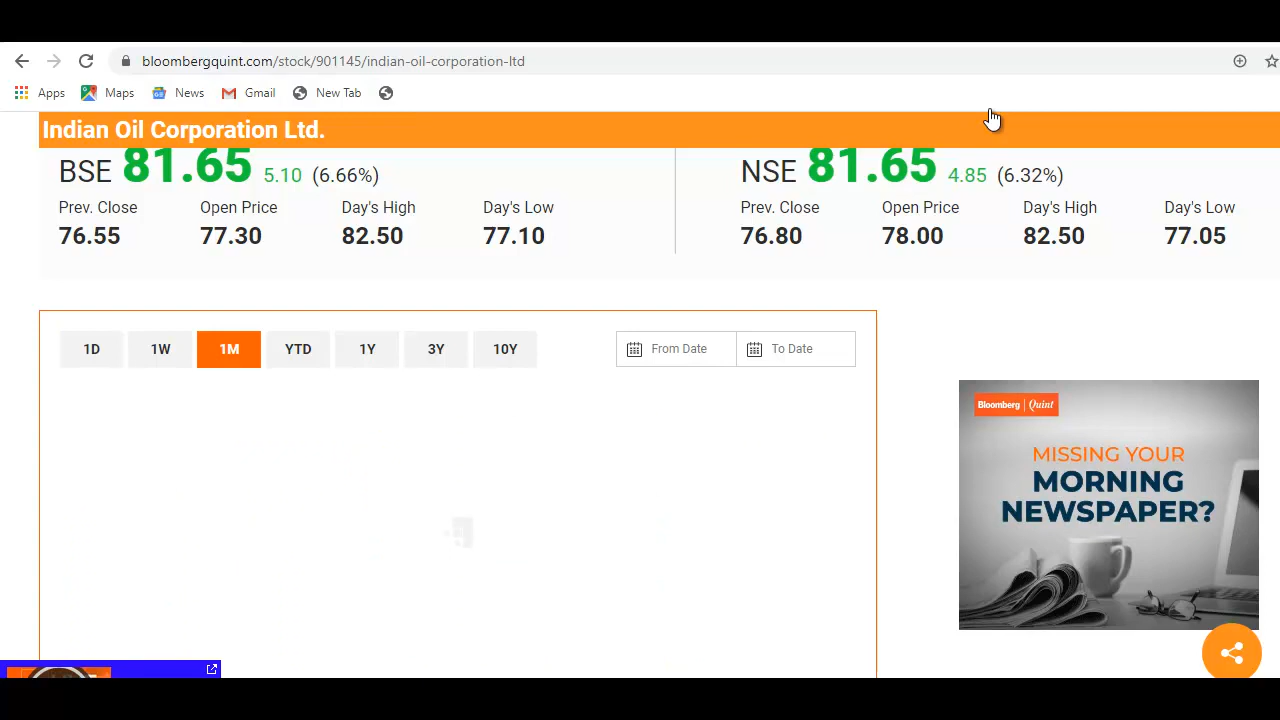 bloombergquint.com/stock/901145/indian-oil-corporation-ltd
Apps Maps News Gmail New Tab
Indian Oil Corporation Ltd.
BSE 81.65 5.10 (6.66%)
Prev. Close Open Price Day's High Day's Low
76.55 77.30 82.50 77.10
NSE 81.65 4.85 (6.32%)
Prev. Close Open Price Day's High Day's Low
76.80 78.00 82.50 77.05
1D 1W 1M YTD 1Y 3Y 10Y From Date To Date
Bloomberg | Quint
MISSING YOUR
MORNING
NEWSPAPER?